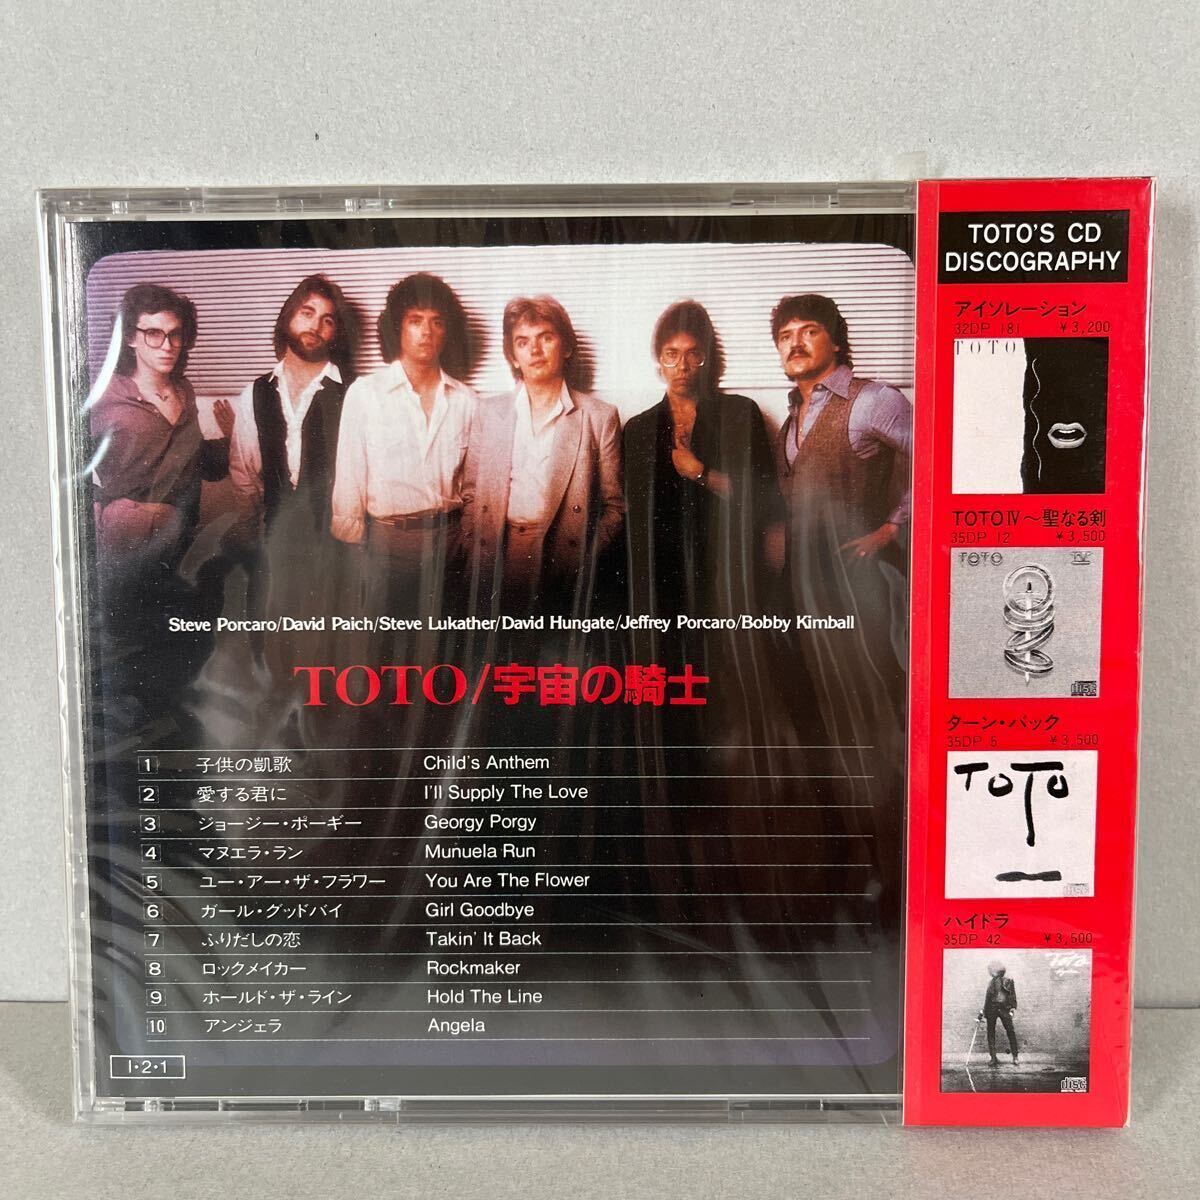 Steve Porcaro/David Paich/Steve Lukather/David Hungate/Jeffrey Porcaro/Bobby Kimball
TOTO/宇宙の騎士
1 子供の凱歌 Child's Anthem
2 愛する君に I'll Supply The Love
3 ジョージー・ポーギー Georgy Porgy
4 マヌエラ・ラン Munuela Run
5 ユー・アー・ザ・フラワー You Are The Flower
6 ガール・グッドバイ Girl Goodbye
7 ふりだしの恋 Takin' It Back
8 ロックメイカー Rockmaker
9 ホールド・ザ・ライン Hold The Line
10 アンジェラ Angela
1・2・1
TOTO'S CD
DISCOGRAPHY
アイソレーション
32DP 181 ¥3,200
TOTO
TOTO IV～聖なる剣
35DP 12 ¥3,500
TOTO IV
disc
ターン・バック
35DP 5 ¥3,500
TOTO
disc
ハイドラ
35DP 42 ¥3,500
TOTO
disc